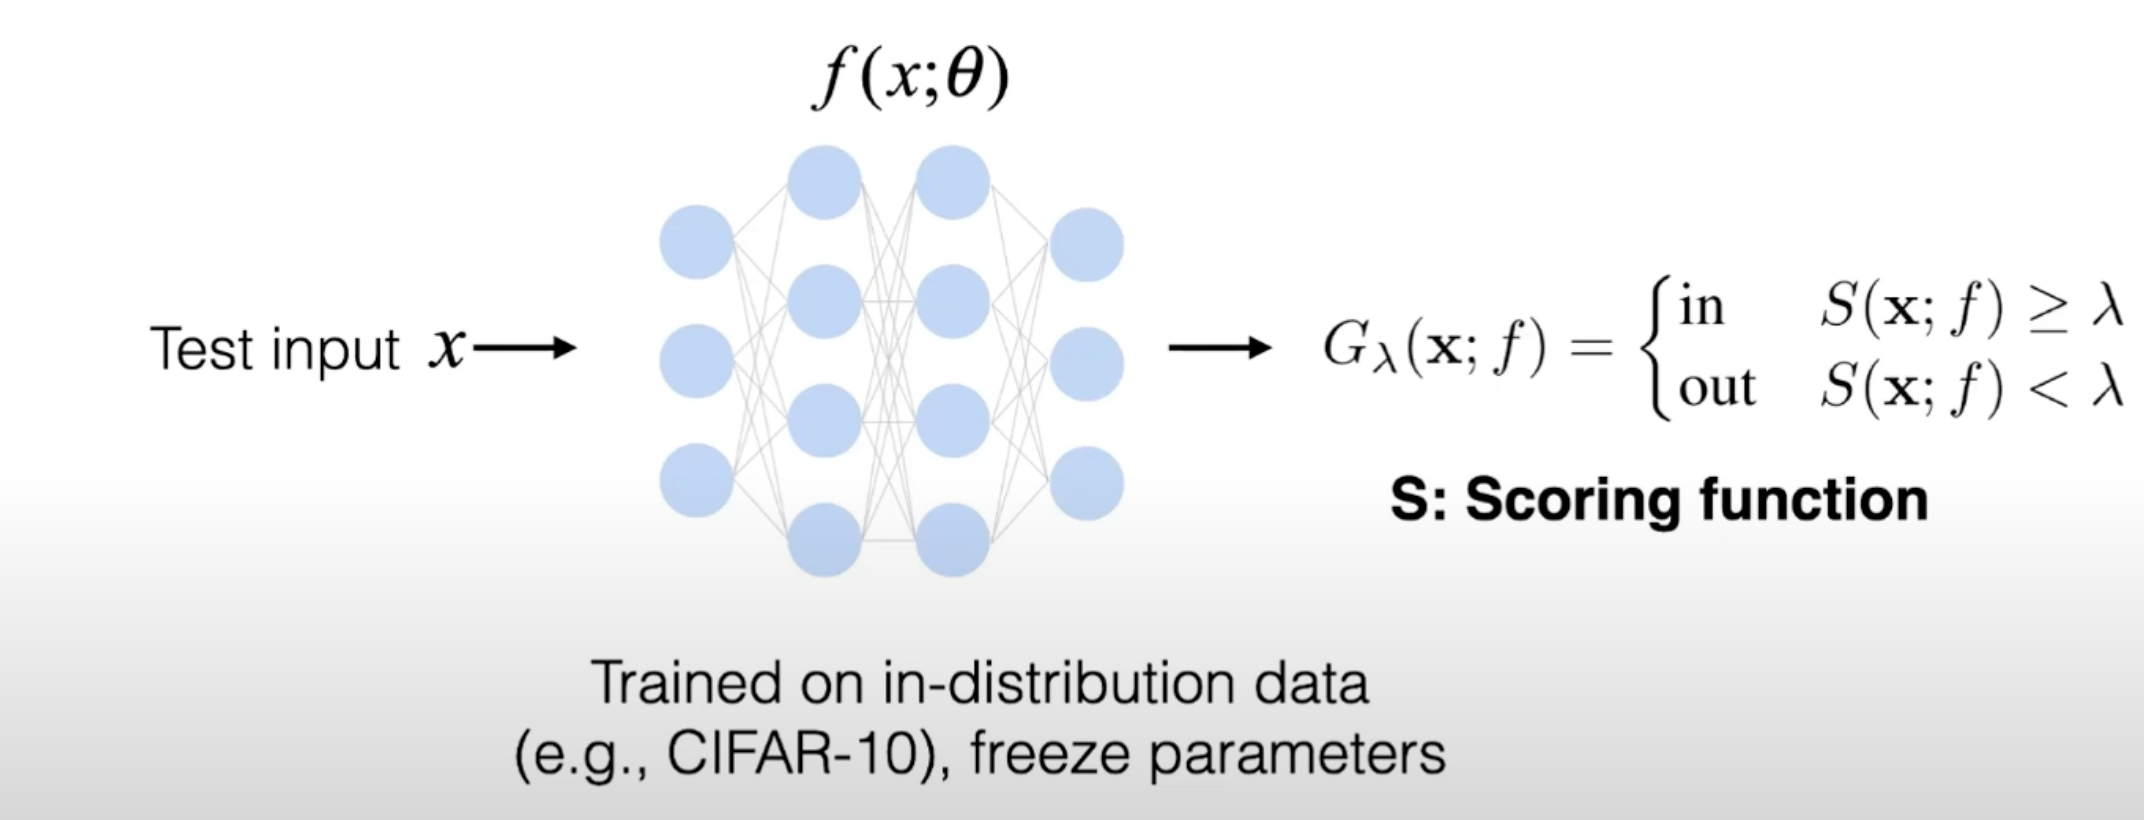 f(x;θ)
Test input x
G_λ(x; f) = { in S(x; f) ≥ λ
out S(x; f) < λ
S: Scoring function
Trained on in-distribution data
(e.g., CIFAR-10), freeze parameters